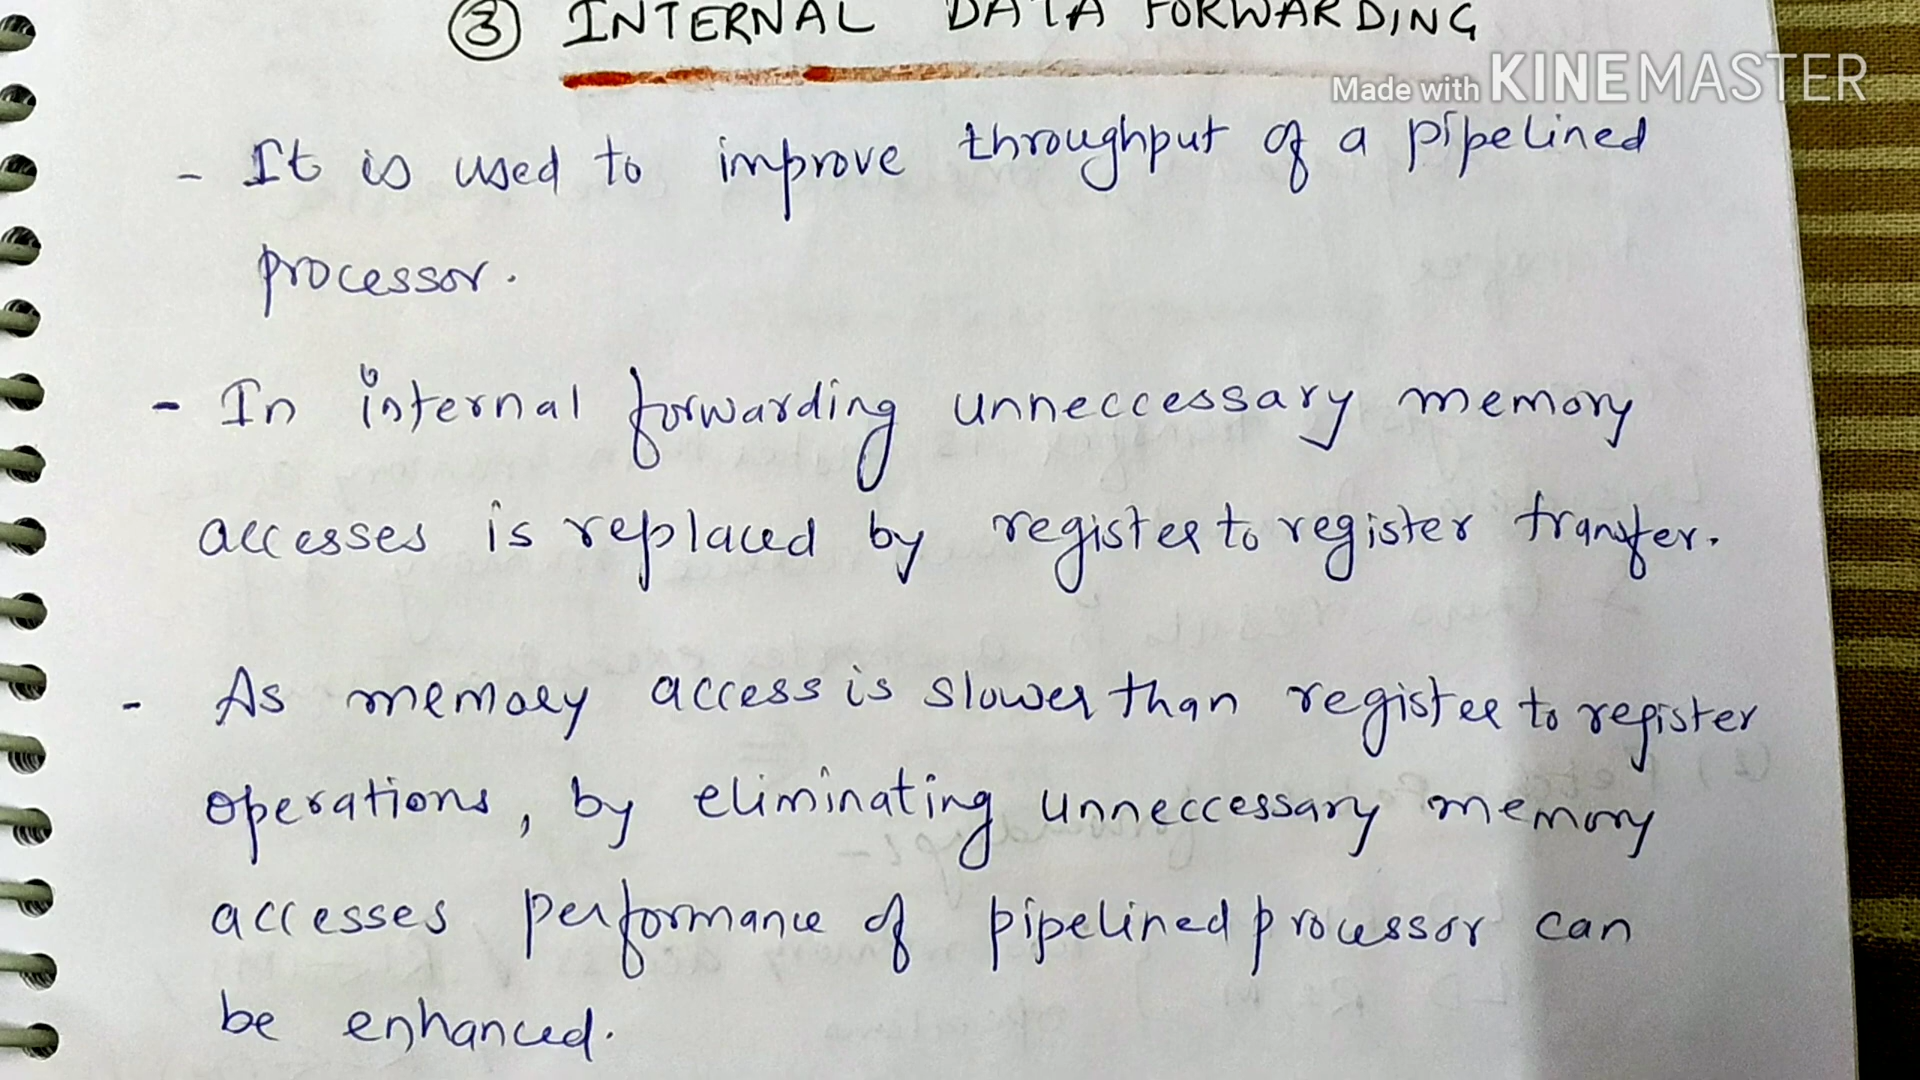 ③ INTERNAL DATA FORWARDING
Made with KINEMASTER
- It is used to improve throughput of a pipelined
processor.
- In internal forwarding unneccessary memory
accesses is replaced by register to register transfer.
- As memory access is slower than register to register
operations, by eliminating unneccessary memory
accesses performance of pipelined processor can
be enhanced.